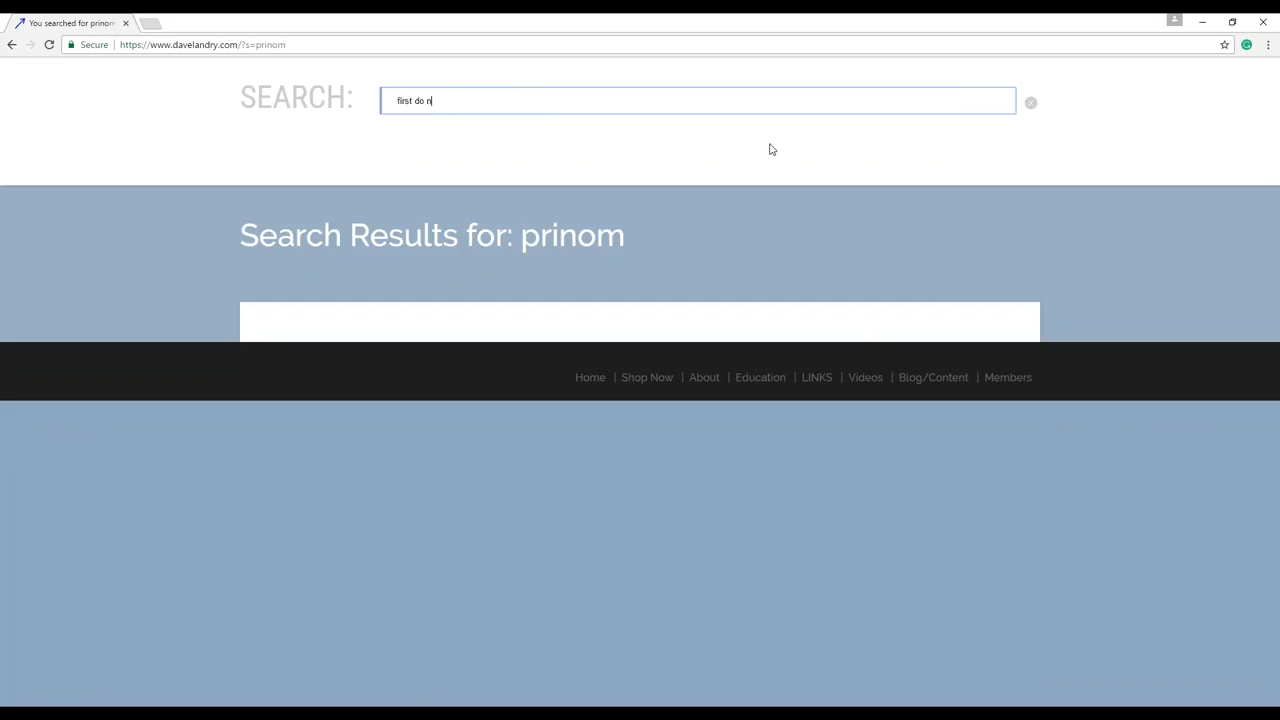 You searched for prinom
Secure
https://www.davelandry.com/?s=prinom
SEARCH:
first do n
Search Results for: prinom
Home | Shop Now | About | Education | LINKS | Videos | Blog/Content | Members